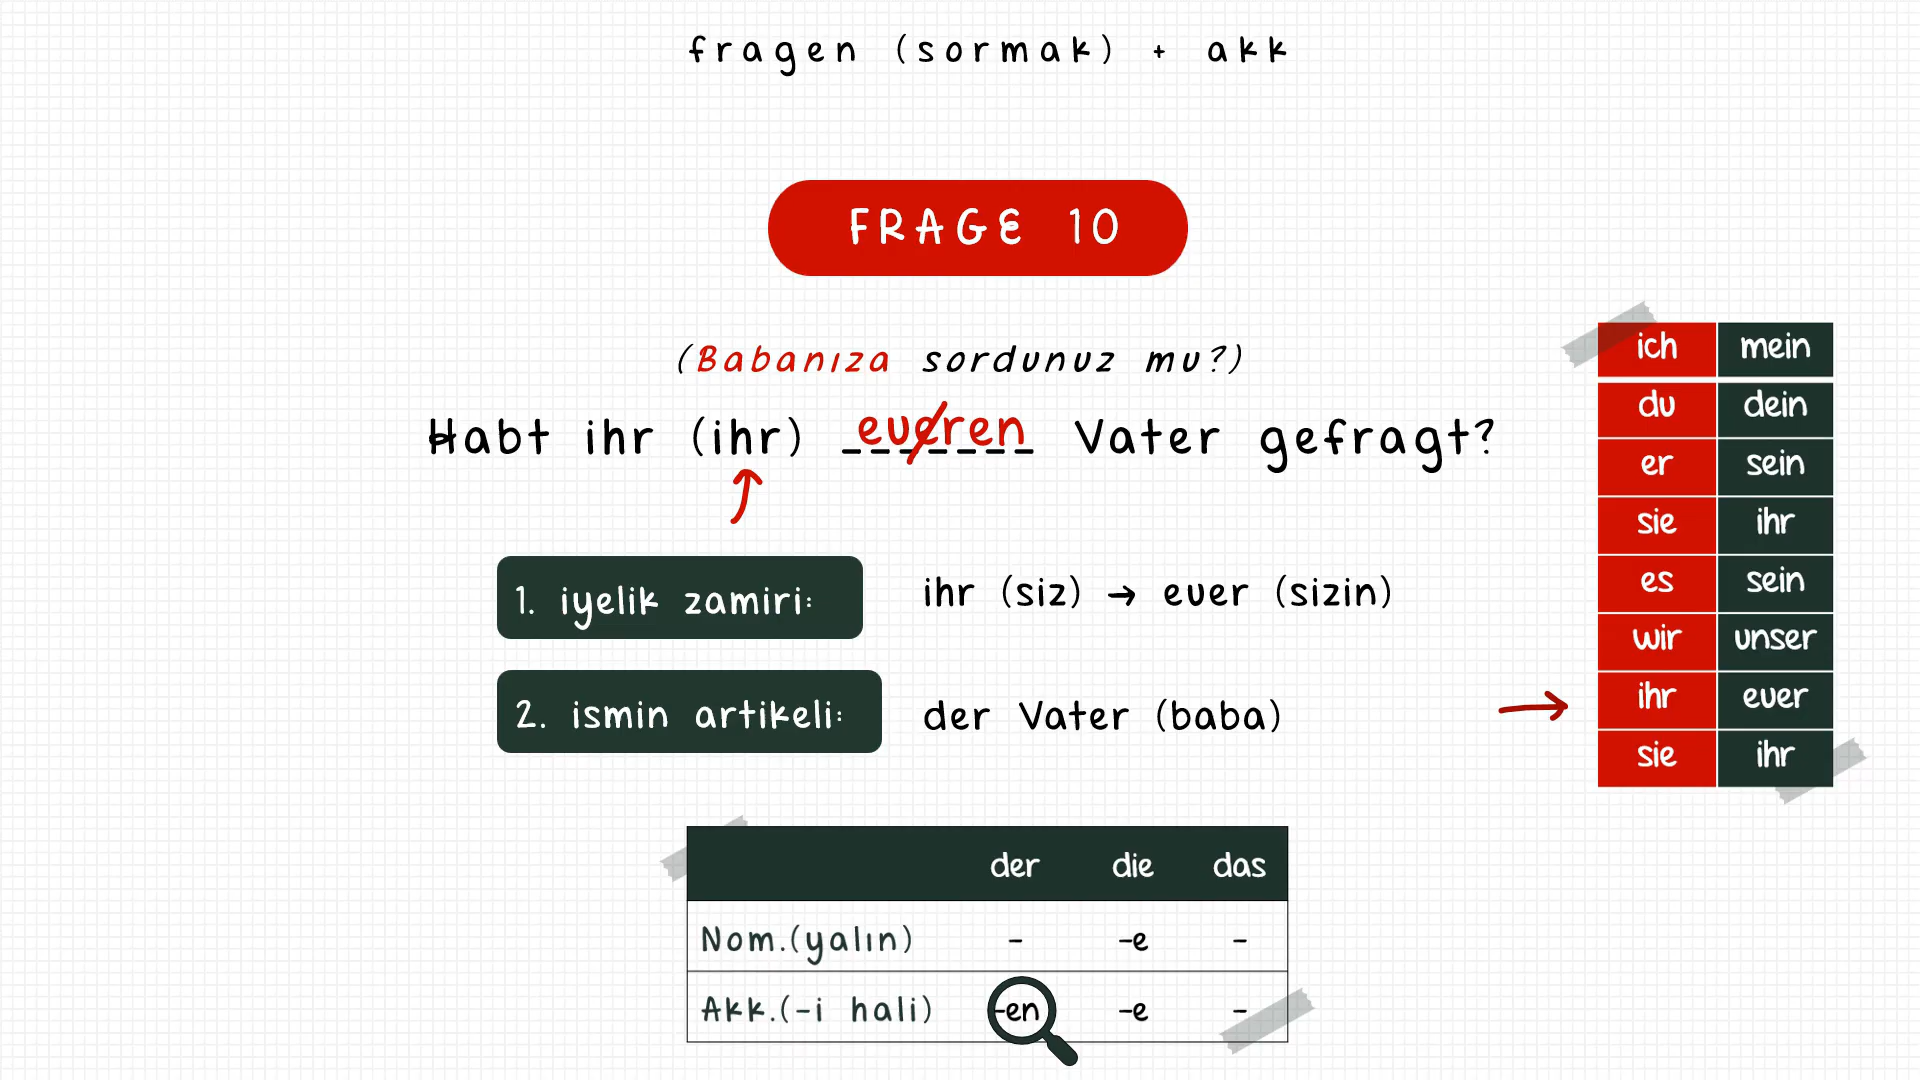 fragen (sormak) + akk
FRAGE 10
(Babanıza sordunuz mu?)
Habt ihr (ihr) eueren Vater gefragt?
1. iyelik zamiri: ihr (siz) → euer (sizin)
2. ismin artikeli: der Vater (baba)
ich mein
du dein
er sein
sie ihr
es sein
wir unser
ihr euer
sie ihr
der die das
Nom.(yalın) - -e -
Akk.(-i hali) -en -e -